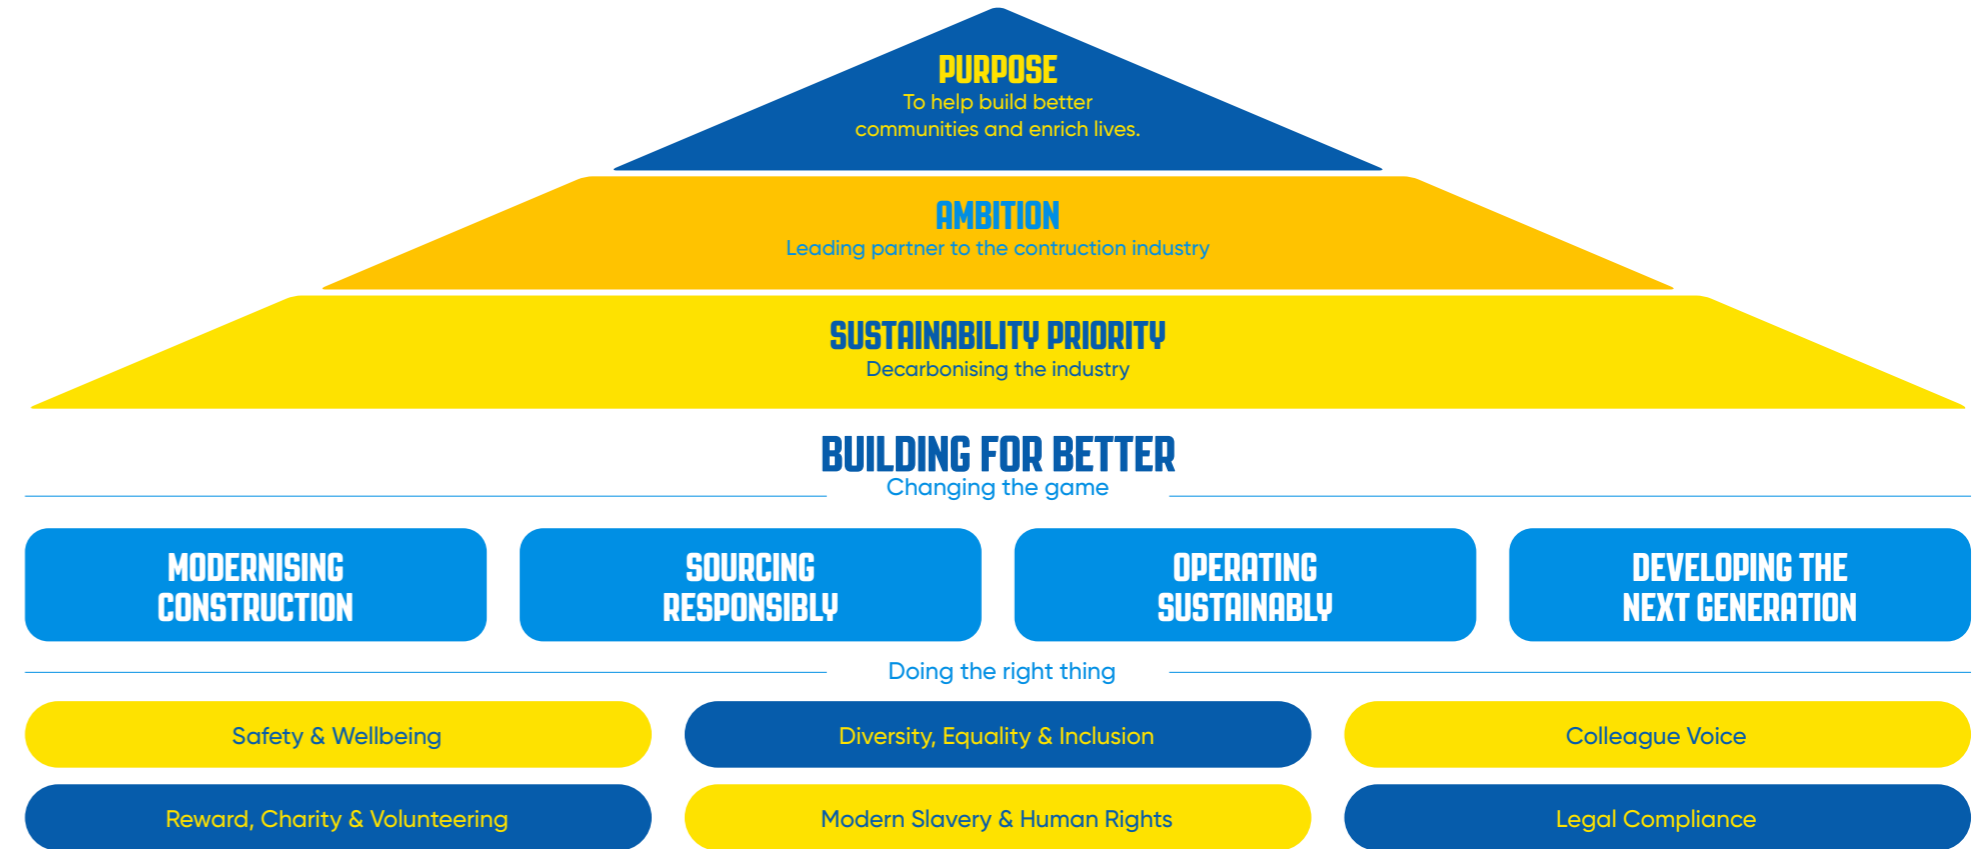 PURPOSE
To help build better
communities and enrich lives.
AMBITION
Leading partner to the contruction industry
SUSTAINABILITY PRIORITY
Decarbonising the industry
BUILDING FOR BETTER
Changing the game
MODERNISING
CONSTRUCTION
SOURCING
RESPONSIBLY
OPERATING
SUSTAINABLY
DEVELOPING THE
NEXT GENERATION
Doing the right thing
Safety & Wellbeing
Diversity, Equality & Inclusion
Colleague Voice
Reward, Charity & Volunteering
Modern Slavery & Human Rights
Legal Compliance